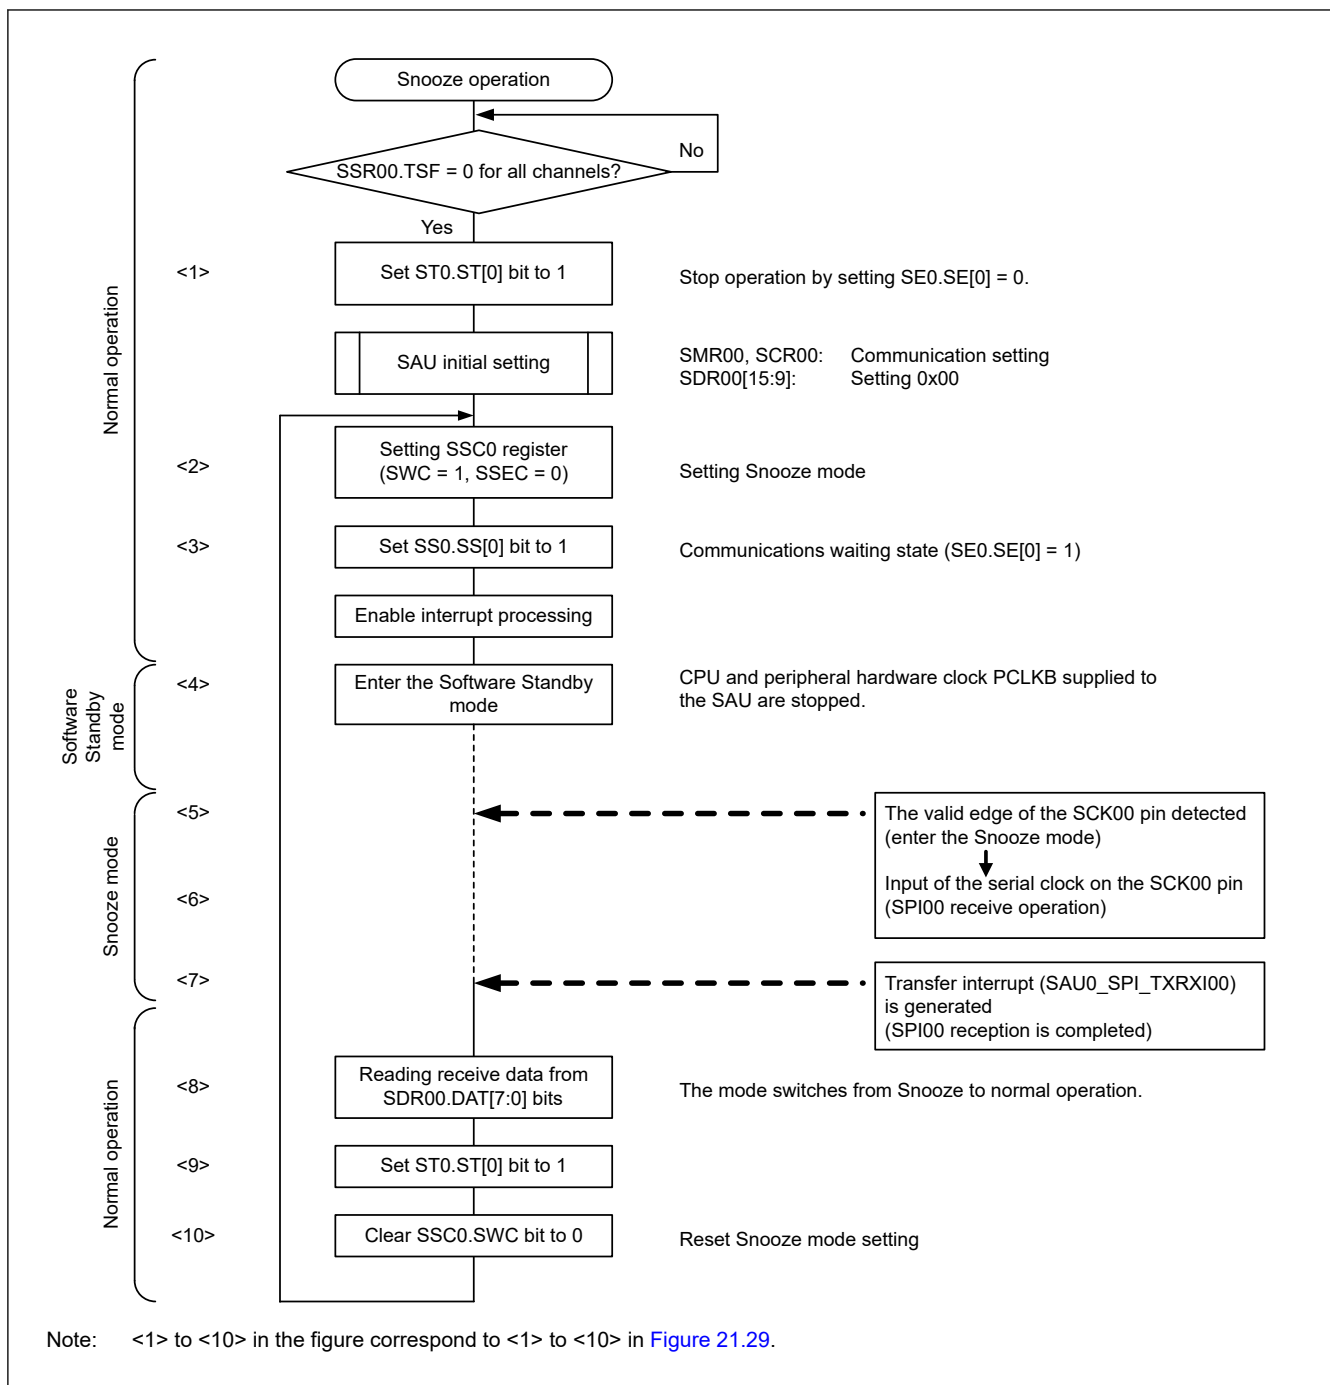 Snooze operation
No
SSR00.TSF = 0 for all channels?
Yes
Normal operation
<1>
Set ST0.ST[0] bit to 1
Stop operation by setting SE0.SE[0] = 0.
SAU initial setting
SMR00, SCR00: Communication setting
SDR00[15:9]: Setting 0x00
<2>
Setting SSC0 register
(SWC = 1, SSEC = 0)
Setting Snooze mode
<3>
Set SS0.SS[0] bit to 1
Communications waiting state (SE0.SE[0] = 1)
Enable interrupt processing
Software
Standby
mode
<4>
Enter the Software Standby
mode
CPU and peripheral hardware clock PCLKB supplied to
the SAU are stopped.
Snooze mode
<5>
The valid edge of the SCK00 pin detected
(enter the Snooze mode)
<6>
Input of the serial clock on the SCK00 pin
(SPI00 receive operation)
<7>
Transfer interrupt (SAU0_SPI_TXRXI00)
is generated
(SPI00 reception is completed)
Normal operation
<8>
Reading receive data from
SDR00.DAT[7:0] bits
The mode switches from Snooze to normal operation.
<9>
Set ST0.ST[0] bit to 1
<10>
Clear SSC0.SWC bit to 0
Reset Snooze mode setting
Note: <1> to <10> in the figure correspond to <1> to <10> in Figure 21.29.